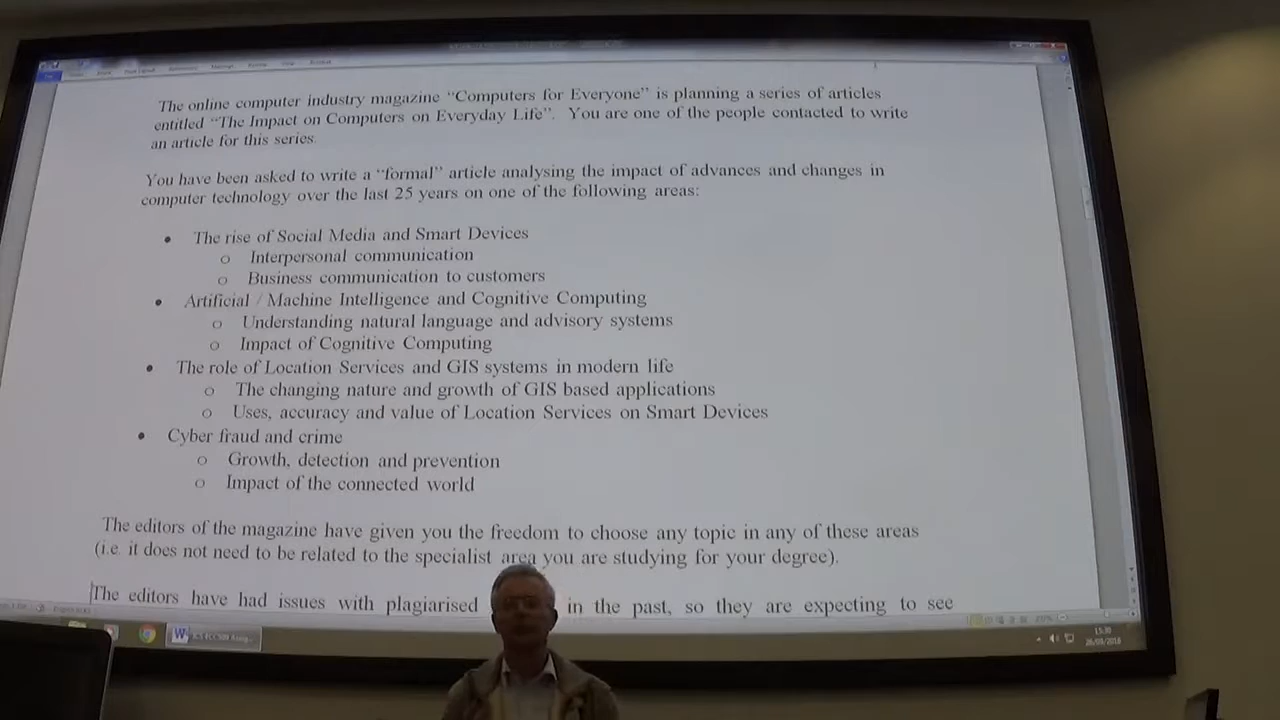 The online computer industry magazine “Computers for Everyone” is planning a series of articles
entitled “The Impact on Computers on Everyday Life”. You are one of the people contacted to write
an article for this series.
You have been asked to write a “formal” article analysing the impact of advances and changes in
computer technology over the last 25 years on one of the following areas:
• The rise of Social Media and Smart Devices
o Interpersonal communication
o Business communication to customers
• Artificial / Machine Intelligence and Cognitive Computing
o Understanding natural language and advisory systems
o Impact of Cognitive Computing
• The role of Location Services and GIS systems in modern life
o The changing nature and growth of GIS based applications
o Uses, accuracy and value of Location Services on Smart Devices
• Cyber fraud and crime
o Growth, detection and prevention
o Impact of the connected world
The editors of the magazine have given you the freedom to choose any topic in any of these areas
(i.e. it does not need to be related to the specialist area you are studying for your degree).
The editors have had issues with plagiarised in the past, so they are expecting to see
15:30